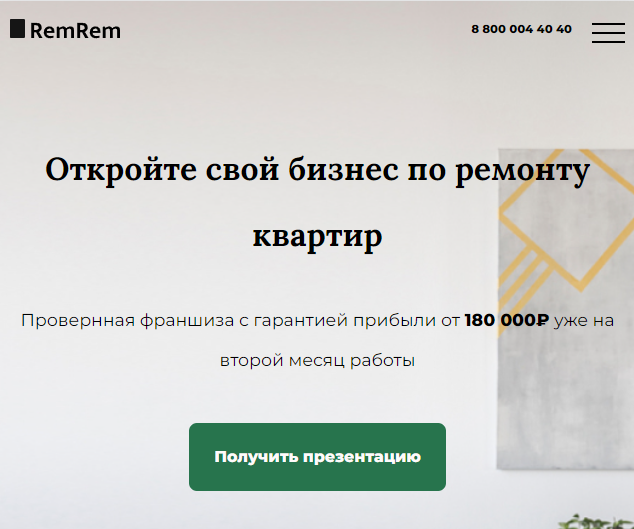 RemRem
8 800 004 40 40
Откройте свой бизнес по ремонту
квартир
Провернная франшиза с гарантией прибыли от 180 000₽ уже на
второй месяц работы
Получить презентацию